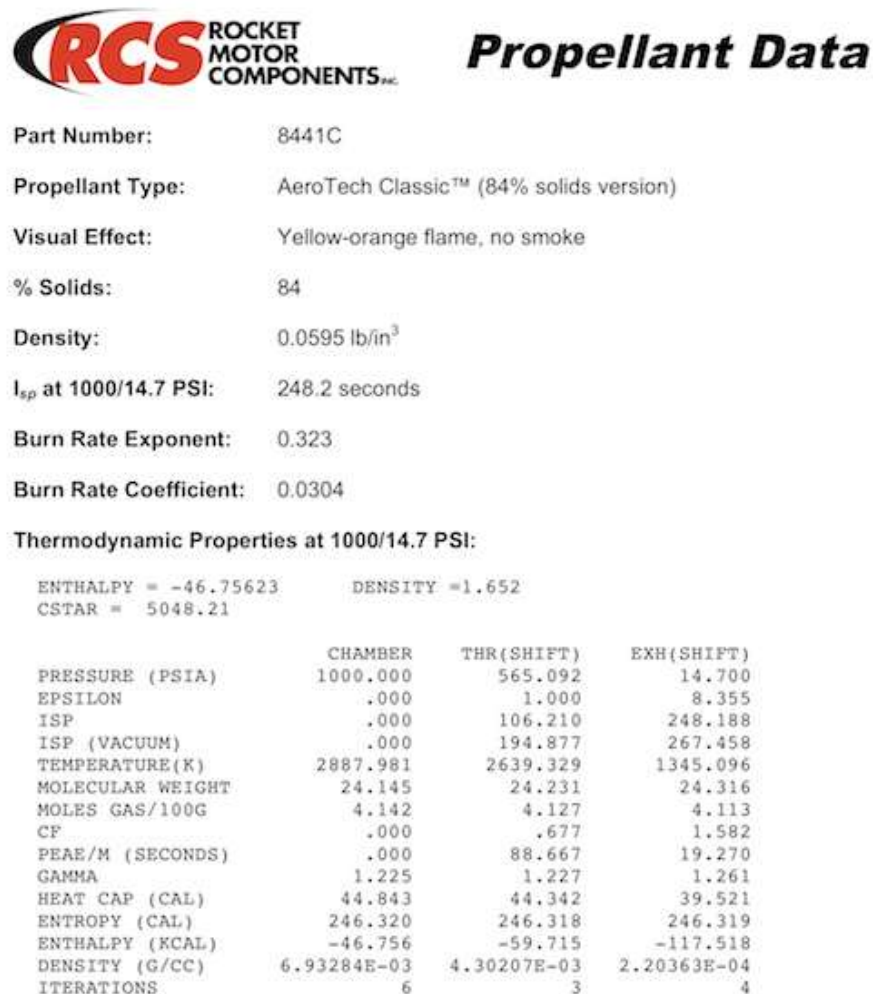 RCS ROCKET
MOTOR
COMPONENTS INC.
Propellant Data
Part Number: 8441C
Propellant Type: AeroTech Classic™ (84% solids version)
Visual Effect: Yellow-orange flame, no smoke
% Solids: 84
Density: 0.0595 lb/in³
Isp at 1000/14.7 PSI: 248.2 seconds
Burn Rate Exponent: 0.323
Burn Rate Coefficient: 0.0304
Thermodynamic Properties at 1000/14.7 PSI:
ENTHALPY = -46.75623 DENSITY =1.652
CSTAR = 5048.21
CHAMBER THR(SHIFT) EXH(SHIFT)
PRESSURE (PSIA) 1000.000 565.092 14.700
EPSILON .000 1.000 8.355
ISP .000 106.210 248.188
ISP (VACUUM) .000 194.877 267.458
TEMPERATURE(K) 2887.981 2639.329 1345.096
MOLECULAR WEIGHT 24.145 24.231 24.316
MOLES GAS/100G 4.142 4.127 4.113
CF .000 .677 1.582
PEAE/M (SECONDS) .000 88.667 19.270
GAMMA 1.225 1.227 1.261
HEAT CAP (CAL) 44.843 44.342 39.521
ENTROPY (CAL) 246.320 246.318 246.319
ENTHALPY (KCAL) -46.756 -59.715 -117.518
DENSITY (G/CC) 6.93284E-03 4.30207E-03 2.20363E-04
ITERATIONS 6 3 4